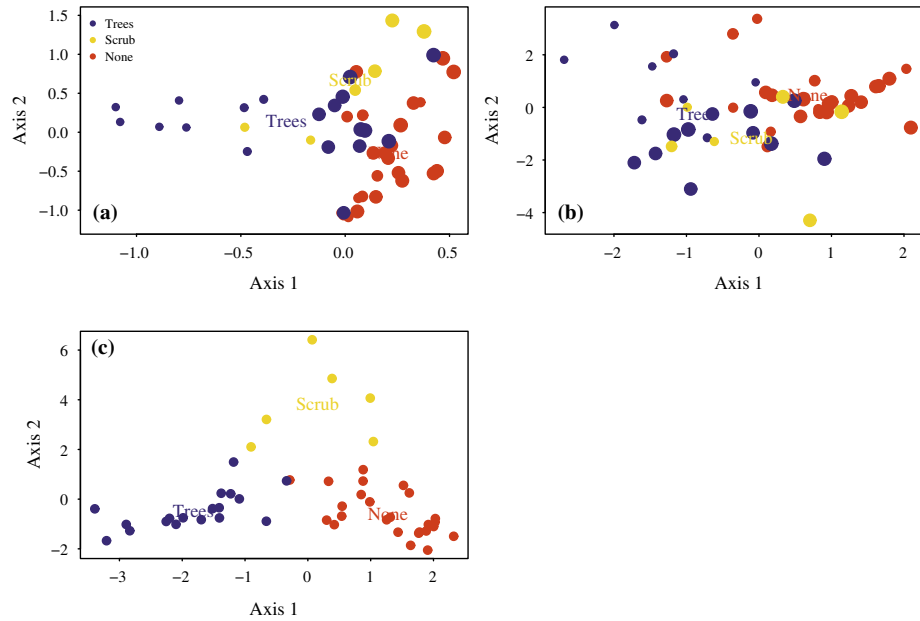 Trees
Scrub
None
1.5
1.0
0.5
0.0
−0.5
−1.0
Axis 2
Scrub
Trees
None
(a)
−1.0
−0.5
0.0
0.5
Axis 1
2
0
−2
−4
Axis 2
None
Trees
Scrub
(b)
−2
−1
0
1
2
Axis 1
(c)
6
4
2
0
−2
Axis 2
Scrub
Trees
None
−3
−2
−1
0
1
2
Axis 1